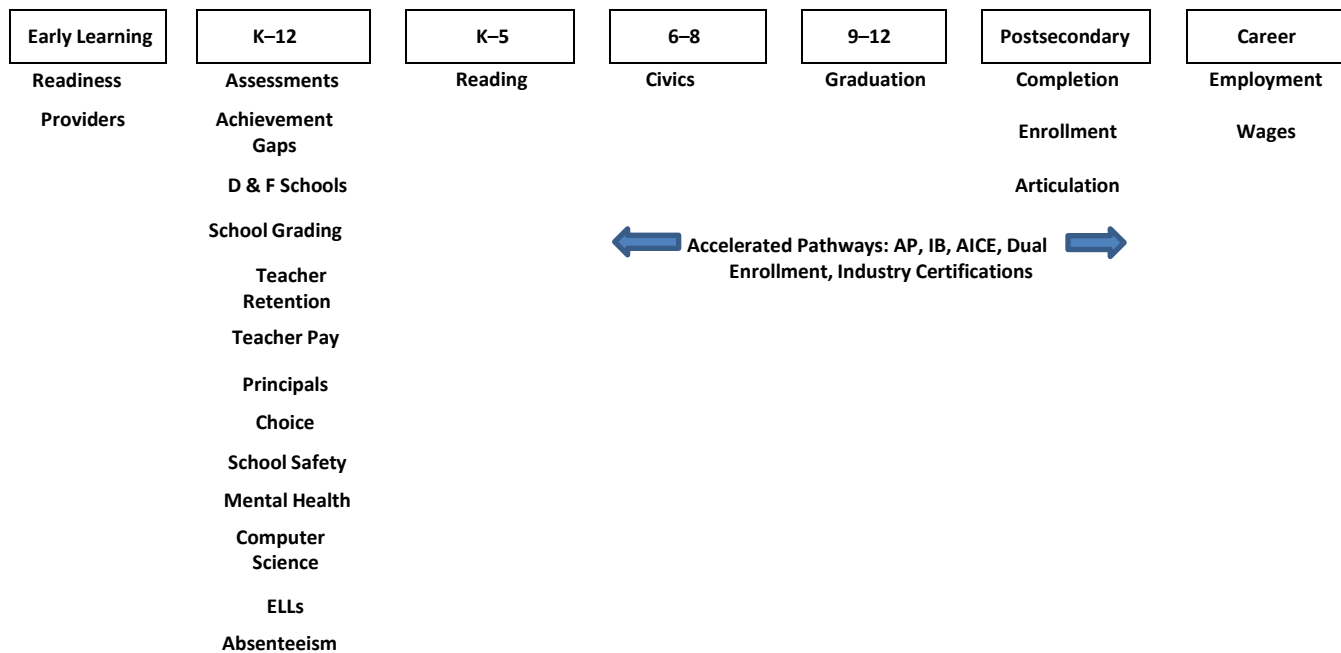 Early Learning
K–12
K–5
6–8
9–12
Postsecondary
Career
Readiness
Assessments
Reading
Civics
Graduation
Completion
Employment
Providers
Achievement
Gaps
Enrollment
Wages
D & F Schools
Articulation
School Grading
Accelerated Pathways: AP, IB, AICE, Dual
Enrollment, Industry Certifications
Teacher
Retention
Teacher Pay
Principals
Choice
School Safety
Mental Health
Computer
Science
ELLs
Absenteeism